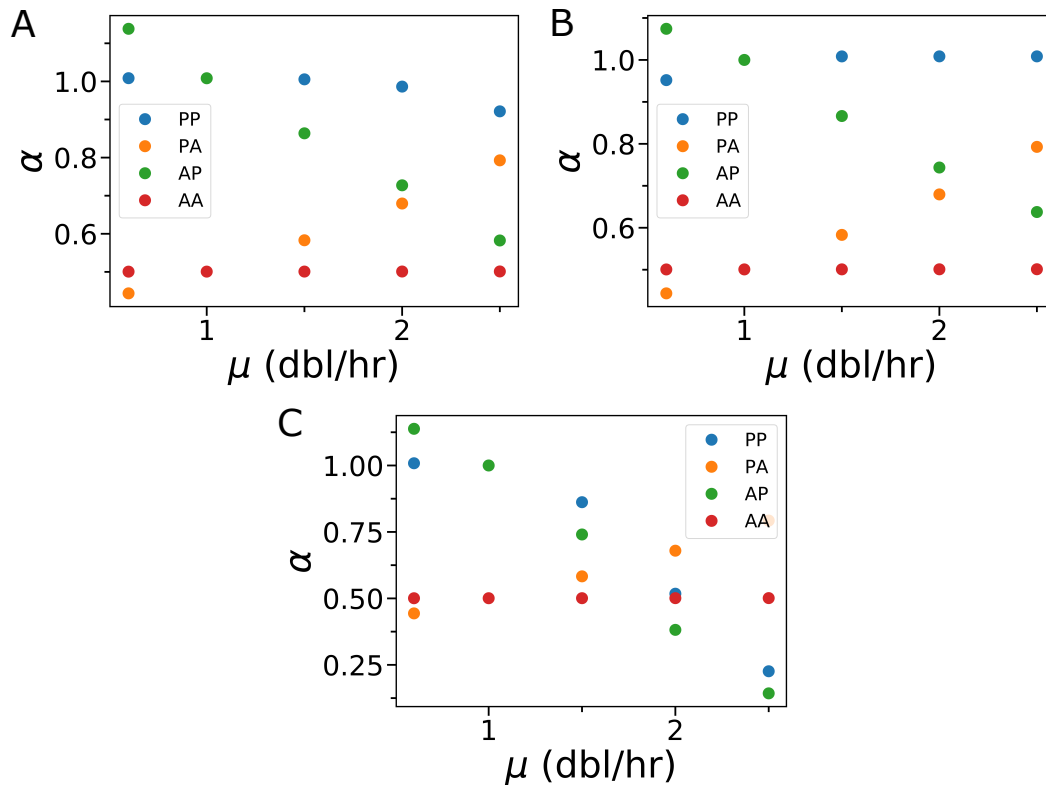 A
α
1.0
0.8
0.6
PP
PA
AP
AA
1 2
μ (dbl/hr)
B
α
1.0
0.8
0.6
PP
PA
AP
AA
1 2
μ (dbl/hr)
C
α
1.00
0.75
0.50
0.25
PP
PA
AP
AA
1 2
μ (dbl/hr)